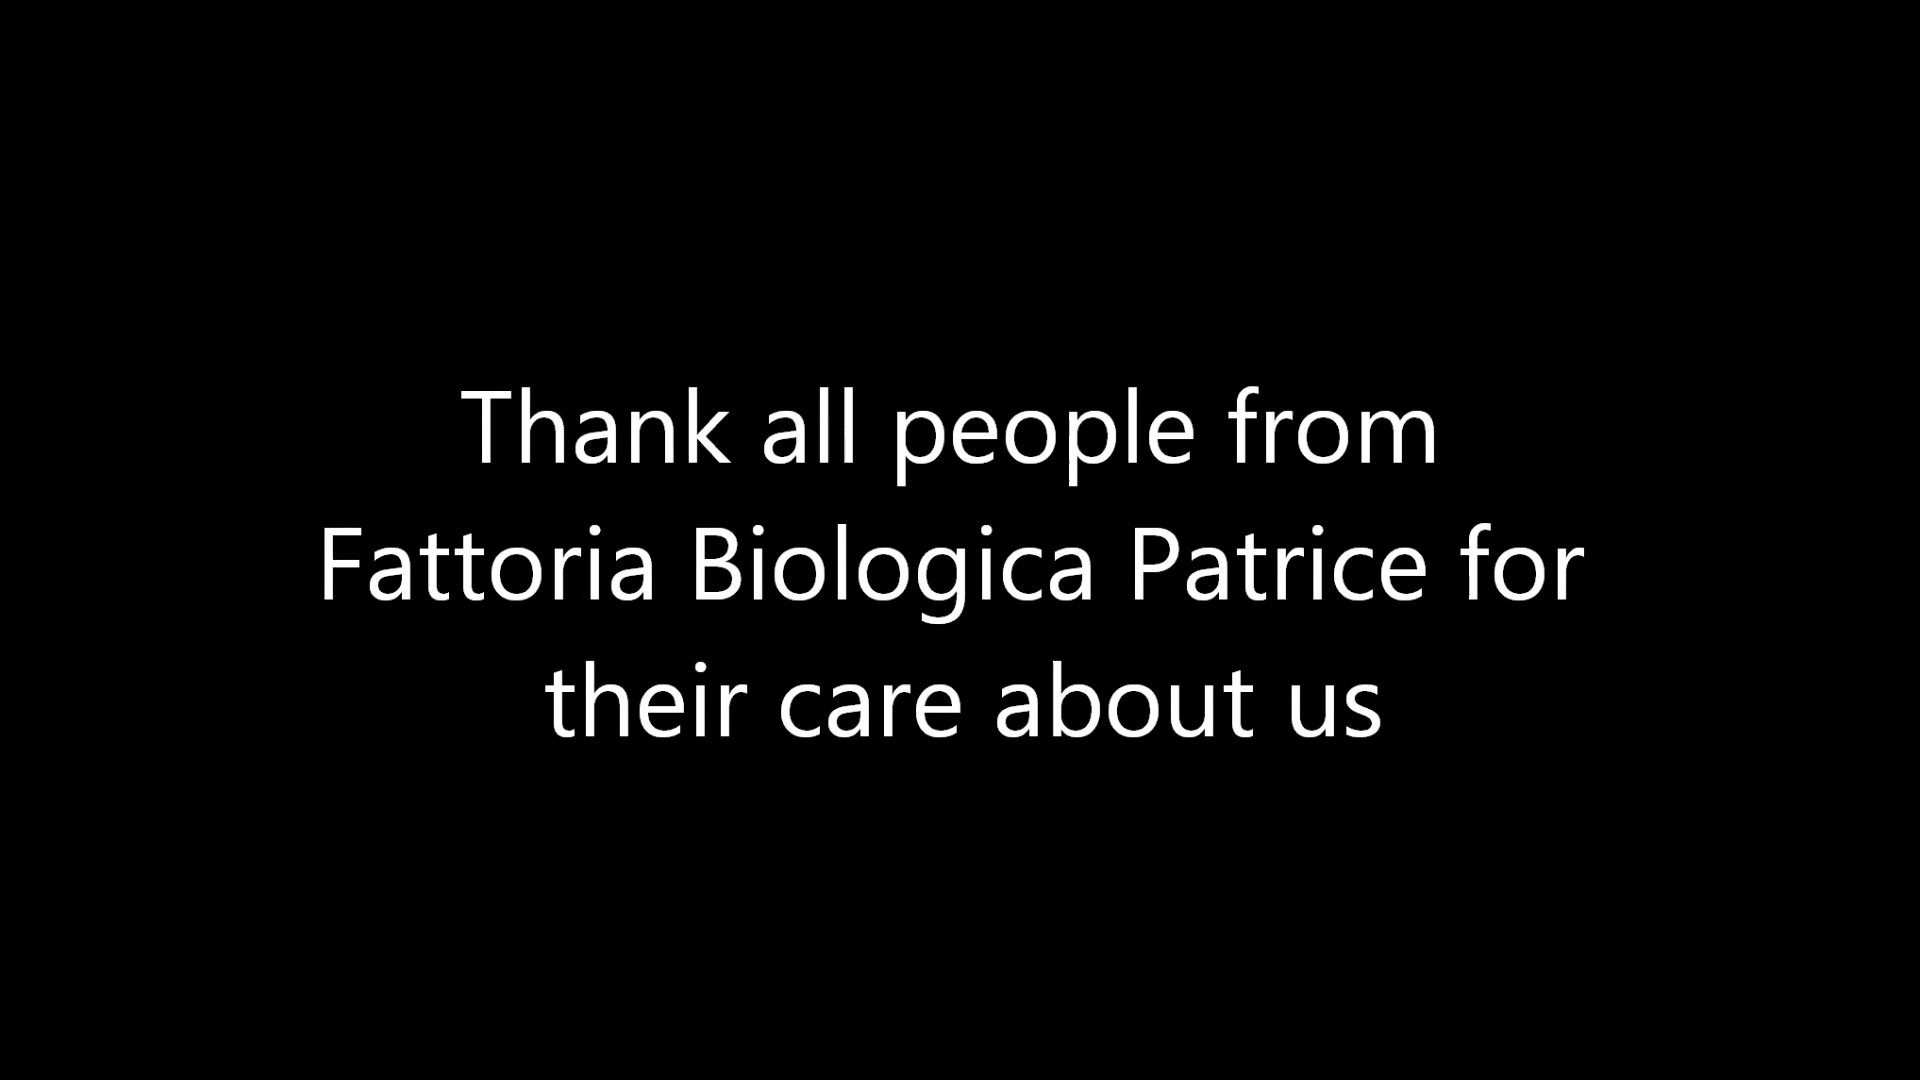 Thank all people from
Fattoria Biologica Patrice for
their care about us